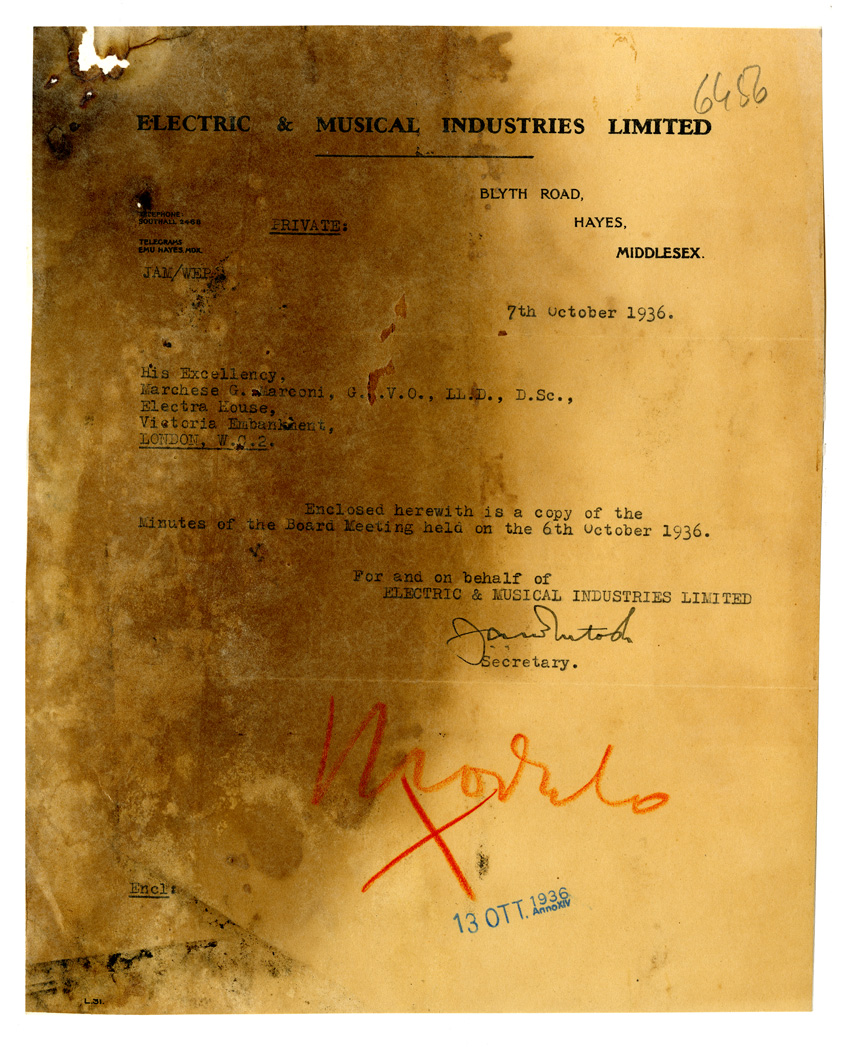 6456
ELECTRIC & MUSICAL INDUSTRIES LIMITED
BLYTH ROAD,
HAYES,
MIDDLESEX.
TELEPHONE
SOUTHALL 2468
TELEGRAMS
EMU HAYES, MDX.
PRIVATE:
JAM/WEP
7th October 1936.
His Excellency,
Marchese G. Marconi, G. .V.O., LL.D., D.Sc.,
Electra House,
Victoria Embankment,
LONDON, W.C.2.
Enclosed herewith is a copy of the
Minutes of the Board Meeting held on the 6th October 1936.
For and on behalf of
ELECTRIC & MUSICAL INDUSTRIES LIMITED
Secretary.
Encl:
13 OTT. 1936
Anno XIV
L.31.